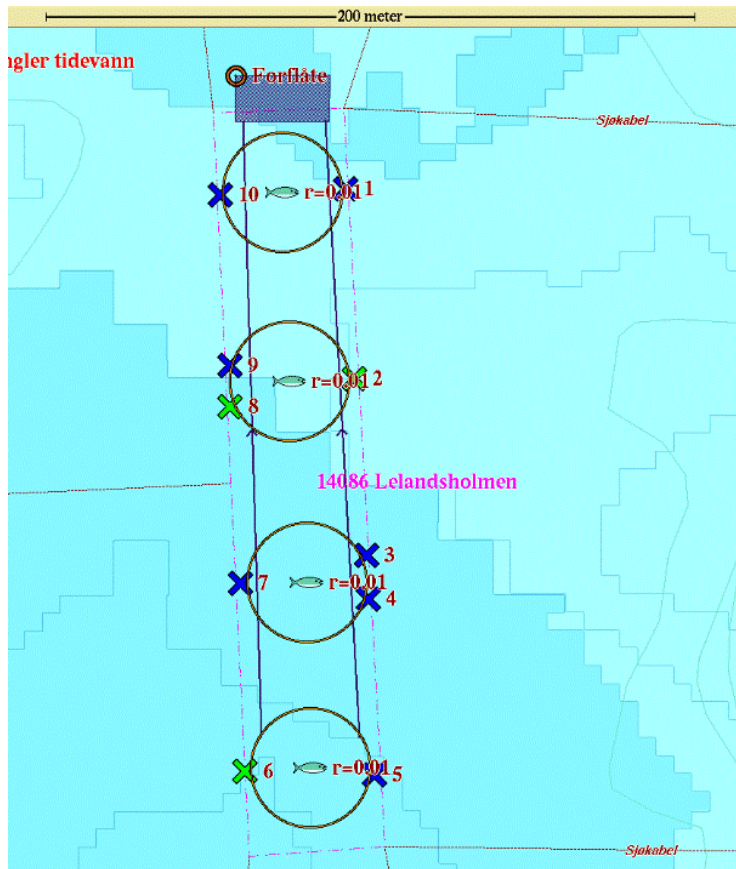 200 meter
ngler tidevann
Forflåte
Sjøkabel
10 r=0.01 1
9
r=0.01 2
8
14086 Lelandsholmen
3
7 r=0.01
4
6 r=0.01 5
Sjøkabel